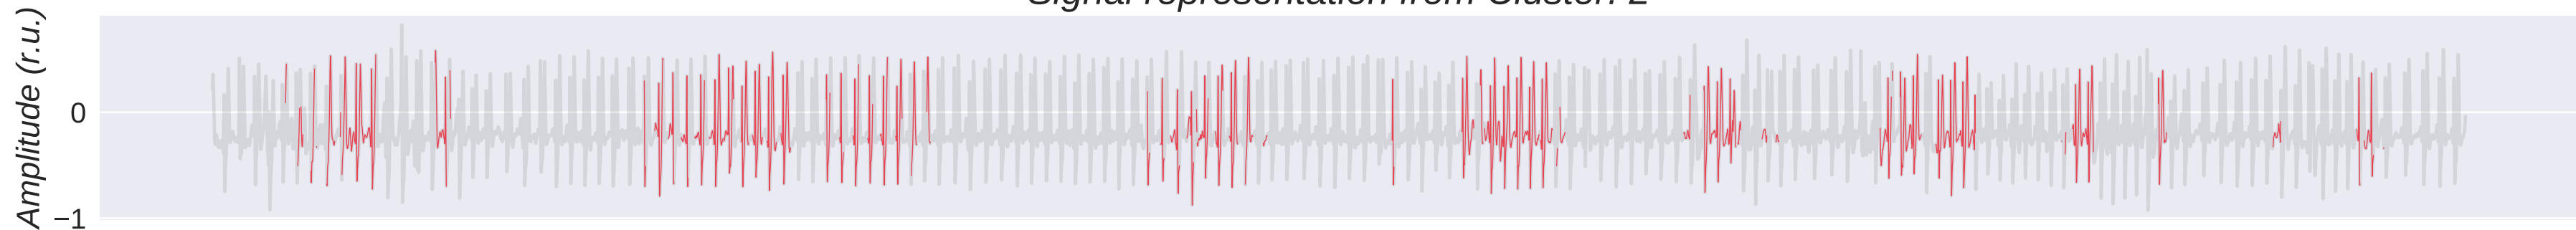 Signal representation from Cluster: 2
Amplitude (r.u.)
0
−1